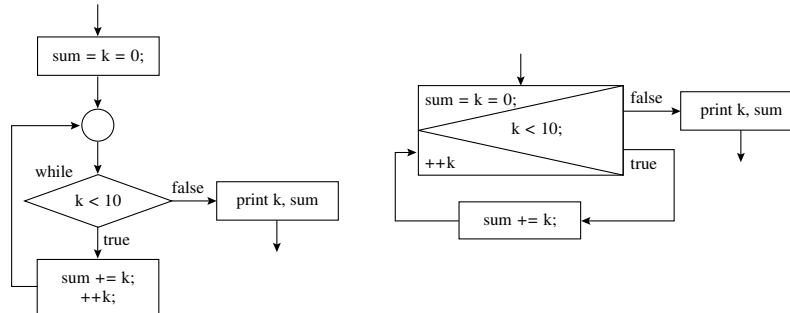 sum = k = 0;
while
k < 10
false
print k, sum
true
sum += k;
++k;
sum = k = 0;
k < 10;
++k
false
print k, sum
true
sum += k;